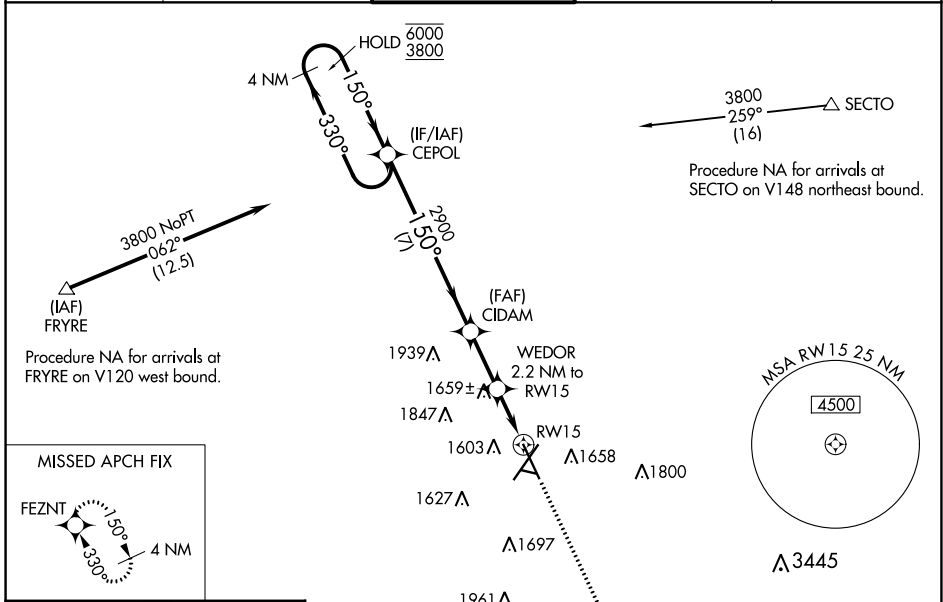 HOLD 6000
3800
4 NM
150°
330°
(IF/IAF)
CEPOL
3800
259°
(16)
SECTO
Procedure NA for arrivals at
SECTO on V148 northeast bound.
3800 NoPT
062°
(12.5)
(IAF)
FRYRE
Procedure NA for arrivals at
FRYRE on V120 west bound.
2900
150°
(7)
(FAF)
CIDAM
1939
WEDOR
2.2 NM to
RW15
1659±
1847
RW15
1603
1658
1800
1627
1697
1961
MSA RW15 25 NM
4500
3445
MISSED APCH FIX
FEZNT
150°
330°
4 NM